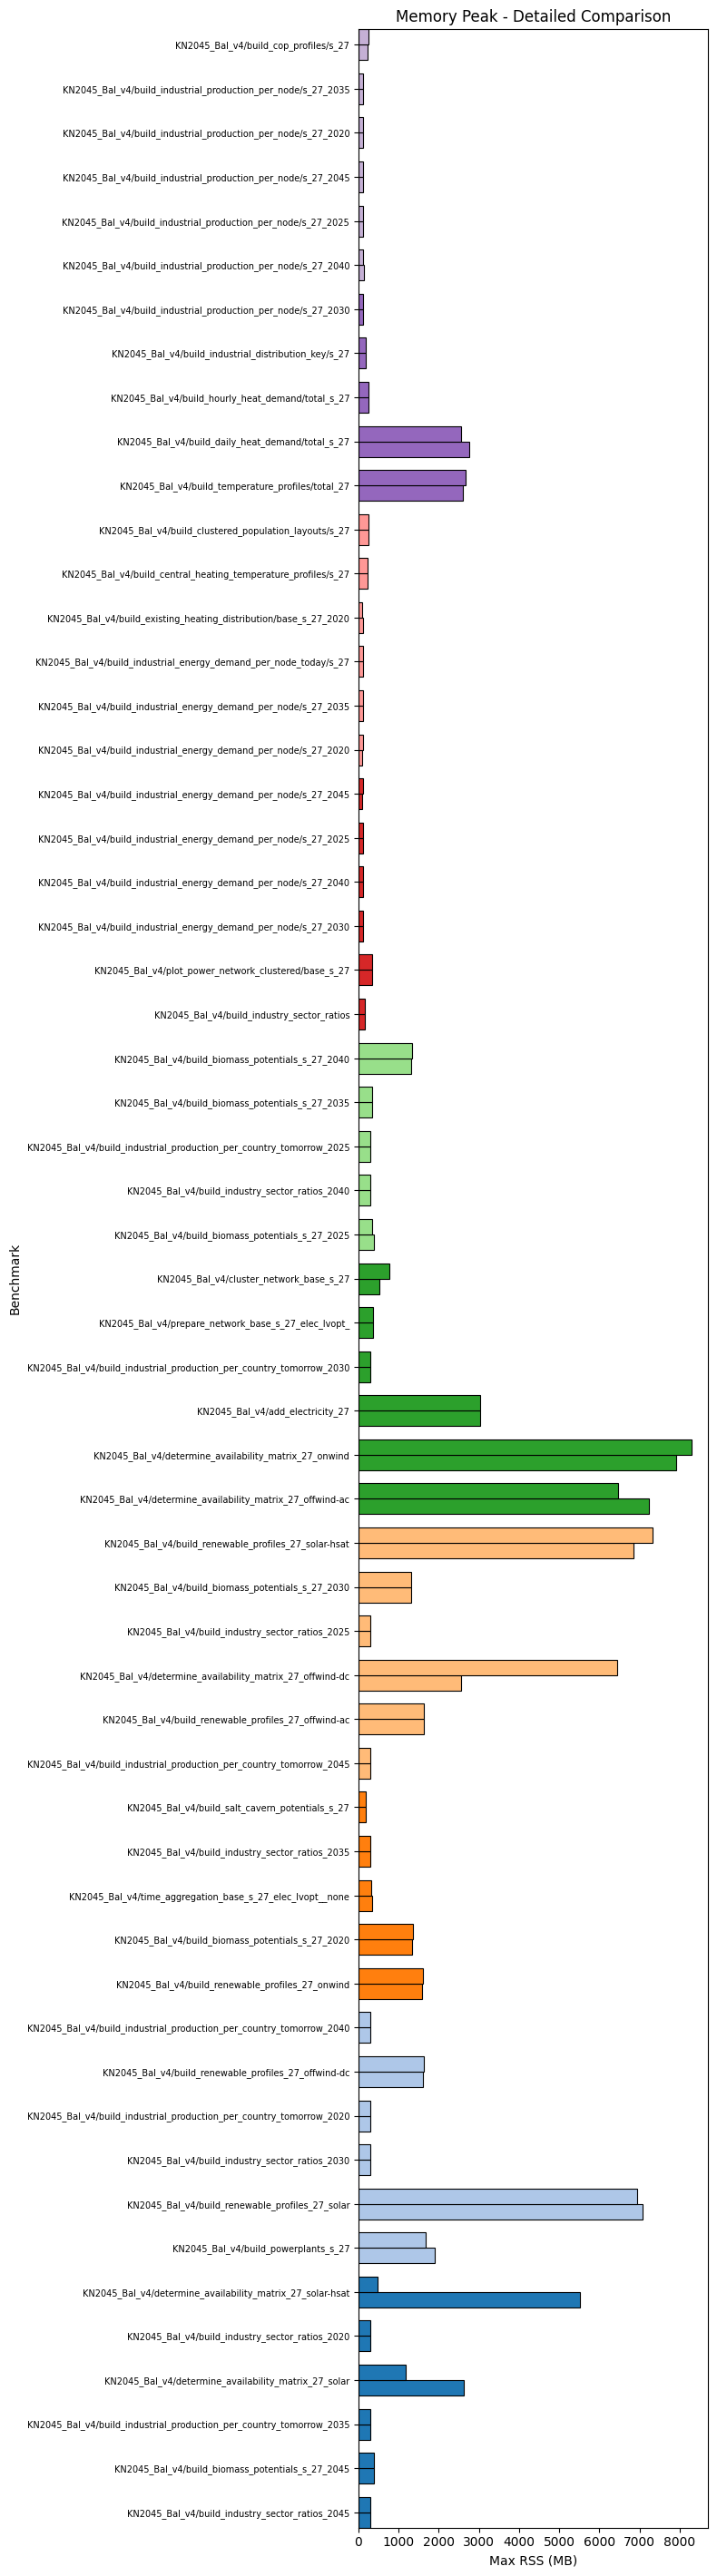 Memory Peak - Detailed Comparison
KN2045_Bal_v4/build_cop_profiles/s_27
KN2045_Bal_v4/build_industrial_production_per_node/s_27_2035
KN2045_Bal_v4/build_industrial_production_per_node/s_27_2020
KN2045_Bal_v4/build_industrial_production_per_node/s_27_2045
KN2045_Bal_v4/build_industrial_production_per_node/s_27_2025
KN2045_Bal_v4/build_industrial_production_per_node/s_27_2040
KN2045_Bal_v4/build_industrial_production_per_node/s_27_2030
KN2045_Bal_v4/build_industrial_distribution_key/s_27
KN2045_Bal_v4/build_hourly_heat_demand/total_s_27
KN2045_Bal_v4/build_daily_heat_demand/total_s_27
KN2045_Bal_v4/build_temperature_profiles/total_27
KN2045_Bal_v4/build_clustered_population_layouts/s_27
KN2045_Bal_v4/build_central_heating_temperature_profiles/s_27
KN2045_Bal_v4/build_existing_heating_distribution/base_s_27_2020
KN2045_Bal_v4/build_industrial_energy_demand_per_node_today/s_27
KN2045_Bal_v4/build_industrial_energy_demand_per_node/s_27_2035
KN2045_Bal_v4/build_industrial_energy_demand_per_node/s_27_2020
KN2045_Bal_v4/build_industrial_energy_demand_per_node/s_27_2045
KN2045_Bal_v4/build_industrial_energy_demand_per_node/s_27_2025
KN2045_Bal_v4/build_industrial_energy_demand_per_node/s_27_2040
KN2045_Bal_v4/build_industrial_energy_demand_per_node/s_27_2030
KN2045_Bal_v4/plot_power_network_clustered/base_s_27
KN2045_Bal_v4/build_industry_sector_ratios
KN2045_Bal_v4/build_biomass_potentials_s_27_2040
KN2045_Bal_v4/build_biomass_potentials_s_27_2035
KN2045_Bal_v4/build_industrial_production_per_country_tomorrow_2025
KN2045_Bal_v4/build_industry_sector_ratios_2040
KN2045_Bal_v4/build_biomass_potentials_s_27_2025
KN2045_Bal_v4/cluster_network_base_s_27
KN2045_Bal_v4/prepare_network_base_s_27_elec_lvopt_
KN2045_Bal_v4/build_industrial_production_per_country_tomorrow_2030
KN2045_Bal_v4/add_electricity_27
KN2045_Bal_v4/determine_availability_matrix_27_onwind
KN2045_Bal_v4/determine_availability_matrix_27_offwind-ac
KN2045_Bal_v4/build_renewable_profiles_27_solar-hsat
KN2045_Bal_v4/build_biomass_potentials_s_27_2030
KN2045_Bal_v4/build_industry_sector_ratios_2025
KN2045_Bal_v4/determine_availability_matrix_27_offwind-dc
KN2045_Bal_v4/build_renewable_profiles_27_offwind-ac
KN2045_Bal_v4/build_industrial_production_per_country_tomorrow_2045
KN2045_Bal_v4/build_salt_cavern_potentials_s_27
KN2045_Bal_v4/build_industry_sector_ratios_2035
KN2045_Bal_v4/time_aggregation_base_s_27_elec_lvopt__none
KN2045_Bal_v4/build_biomass_potentials_s_27_2020
KN2045_Bal_v4/build_renewable_profiles_27_onwind
KN2045_Bal_v4/build_industrial_production_per_country_tomorrow_2040
KN2045_Bal_v4/build_renewable_profiles_27_offwind-dc
KN2045_Bal_v4/build_industrial_production_per_country_tomorrow_2020
KN2045_Bal_v4/build_industry_sector_ratios_2030
KN2045_Bal_v4/build_renewable_profiles_27_solar
KN2045_Bal_v4/build_powerplants_s_27
KN2045_Bal_v4/determine_availability_matrix_27_solar-hsat
KN2045_Bal_v4/build_industry_sector_ratios_2020
KN2045_Bal_v4/determine_availability_matrix_27_solar
KN2045_Bal_v4/build_industrial_production_per_country_tomorrow_2035
KN2045_Bal_v4/build_biomass_potentials_s_27_2045
KN2045_Bal_v4/build_industry_sector_ratios_2045
Benchmark
0 1000 2000 3000 4000 5000 6000 7000 8000
Max RSS (MB)